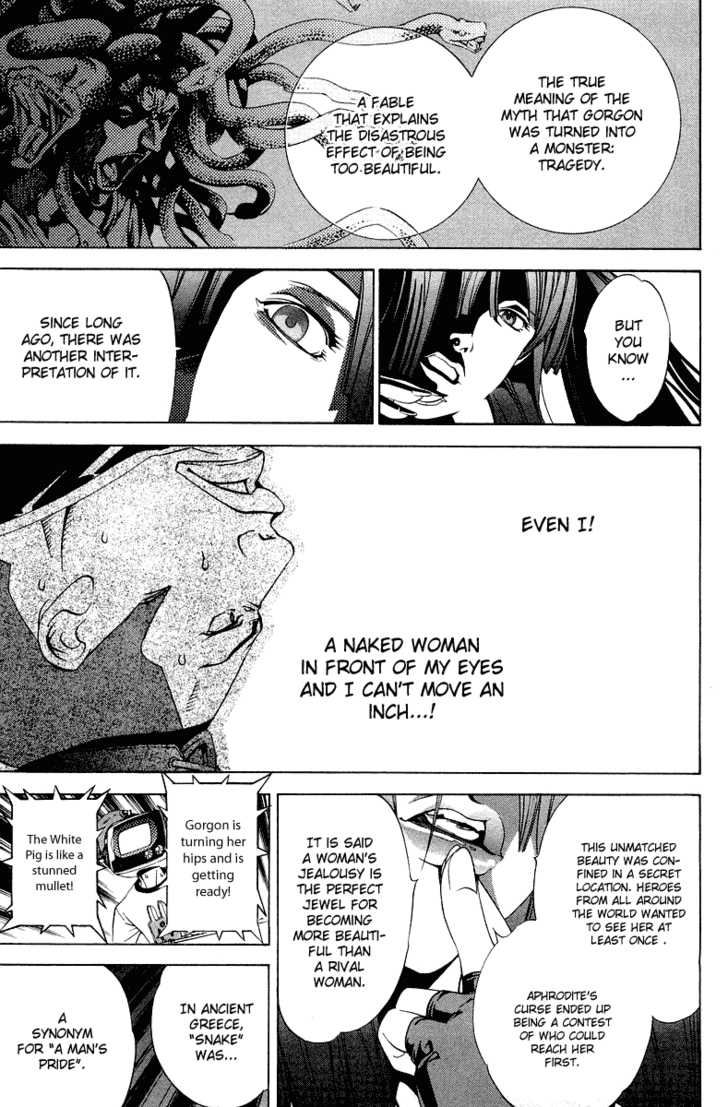 THE TRUE
MEANING OF THE
MYTH THAT GORGON
WAS TURNED INTO
A MONSTER:
TRAGEDY.
A FABLE
THAT EXPLAINS
THE DISASTROUS
EFFECT OF BEING
TOO BEAUTIFUL.
BUT
YOU
KNOW
...
SINCE LONG
AGO, THERE WAS
ANOTHER INTER-
PRETATION OF IT.
EVEN I!
A NAKED WOMAN
IN FRONT OF MY EYES
AND I CAN'T MOVE AN
INCH...!
THIS UNMATCHED
BEAUTY WAS CON-
FINED IN A SECRET
LOCATION. HEROES
FROM ALL AROUND
THE WORLD WANTED
TO SEE HER AT
LEAST ONCE .
APHRODITE'S
CURSE ENDED UP
BEING A CONTEST
OF WHO COULD
REACH HER
FIRST.
IT IS SAID
A WOMAN'S
JEALOUSY IS
THE PERFECT
JEWEL FOR
BECOMING
MORE BEAUTI-
FUL THAN
A RIVAL
WOMAN.
Gorgon is
turning her
hips and is
getting
ready!
The White
Pig is like a
stunned
mullet!
IN ANCIENT
GREECE,
"SNAKE"
WAS...
A
SYNONYM
FOR "A MAN'S
PRIDE".